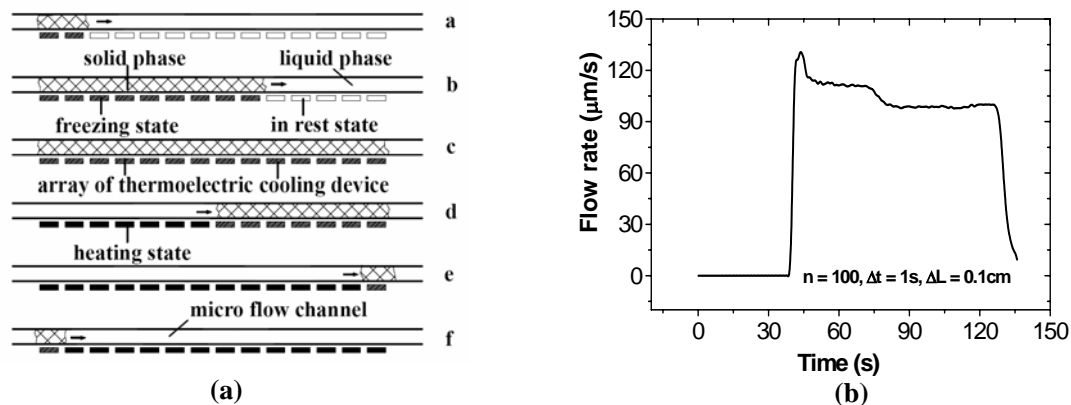 a
solid phase
liquid phase
b
freezing state
in rest state
c
array of thermoelectric cooling device
d
heating state
e
micro flow channel
f
(a)
150
120
90
60
30
0
Flow rate (μm/s)
n = 100, Δt = 1s, ΔL = 0.1cm
0 30 60 90 120 150
Time (s)
(b)